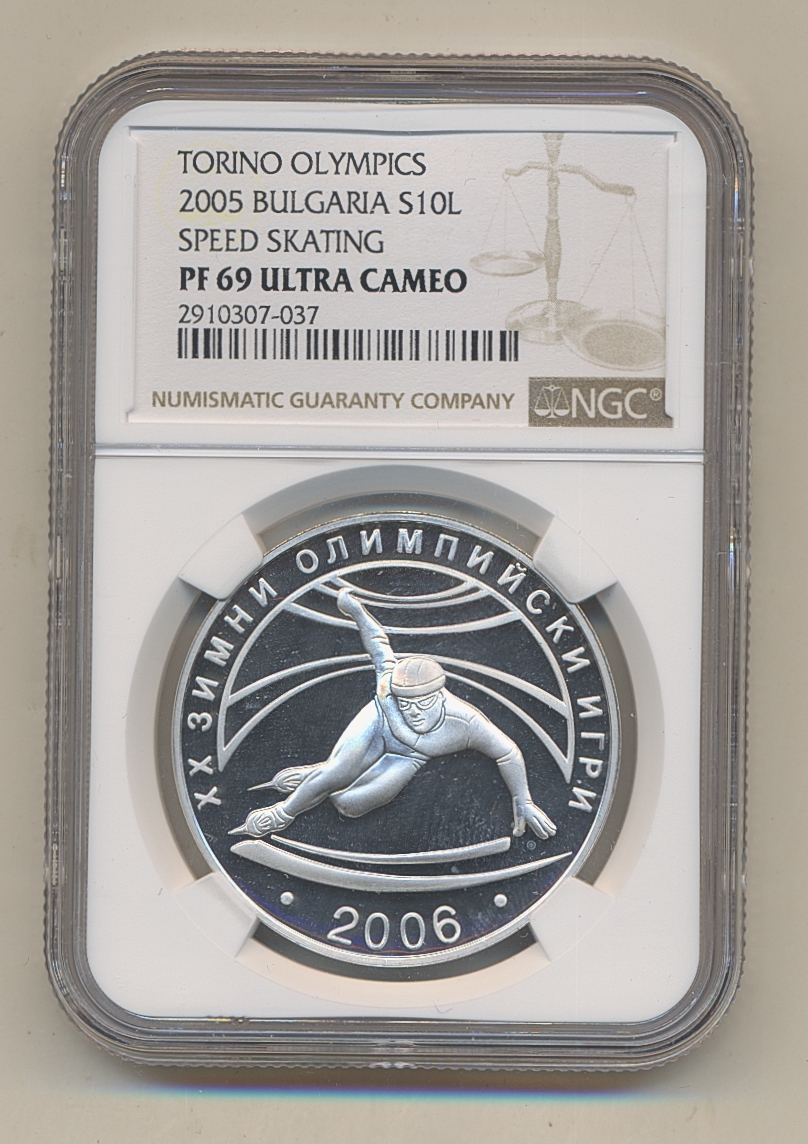 TORINO OLYMPICS
2005 BULGARIA S10L
SPEED SKATING
PF 69 ULTRA CAMEO
2910307-037
NUMISMATIC GUARANTY COMPANY
NGC®
XX ЗИМНИ ОЛИМПИЙСКИ ИГРИ
• 2006 •